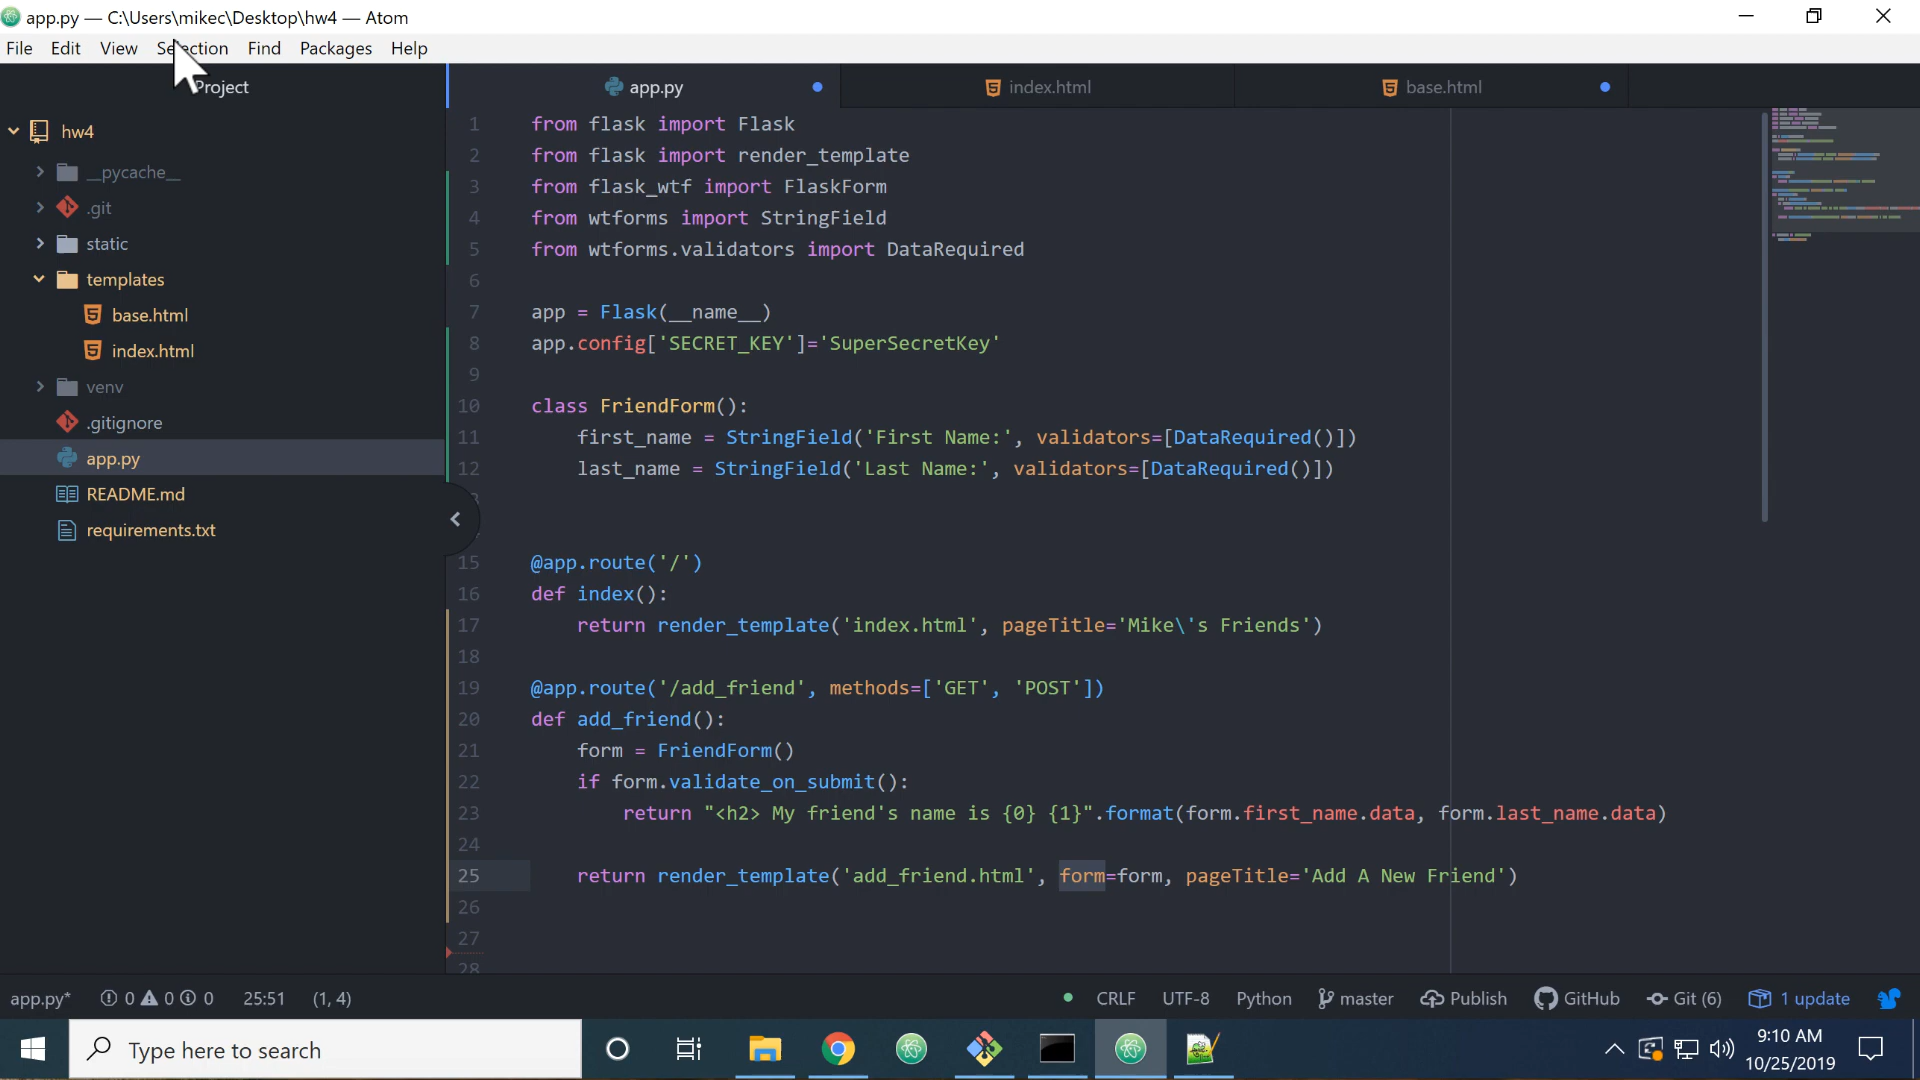 app.py — C:\Users\mikec\Desktop\hw4 — Atom
File Edit View Selection Find Packages Help
Project
app.py
index.html
base.html
hw4
__pycache__
.git
static
templates
base.html
index.html
venv
.gitignore
app.py
README.md
requirements.txt
1 from flask import Flask
2 from flask import render_template
3 from flask_wtf import FlaskForm
4 from wtforms import StringField
5 from wtforms.validators import DataRequired
6
7 app = Flask(__name__)
8 app.config['SECRET_KEY']='SuperSecretKey'
9
10 class FriendForm():
11 first_name = StringField('First Name:', validators=[DataRequired()])
12 last_name = StringField('Last Name:', validators=[DataRequired()])
15 @app.route('/')
16 def index():
17 return render_template('index.html', pageTitle='Mike\'s Friends')
18
19 @app.route('/add_friend', methods=['GET', 'POST'])
20 def add_friend():
21 form = FriendForm()
22 if form.validate_on_submit():
23 return "<h2> My friend's name is {0} {1}".format(form.first_name.data, form.last_name.data)
24
25 return render_template('add_friend.html', form=form, pageTitle='Add A New Friend')
26
27
28
app.py* 0 0 0 25:51 (1, 4) CRLF UTF-8 Python master Publish GitHub Git (6) 1 update
Type here to search
9:10 AM
10/25/2019